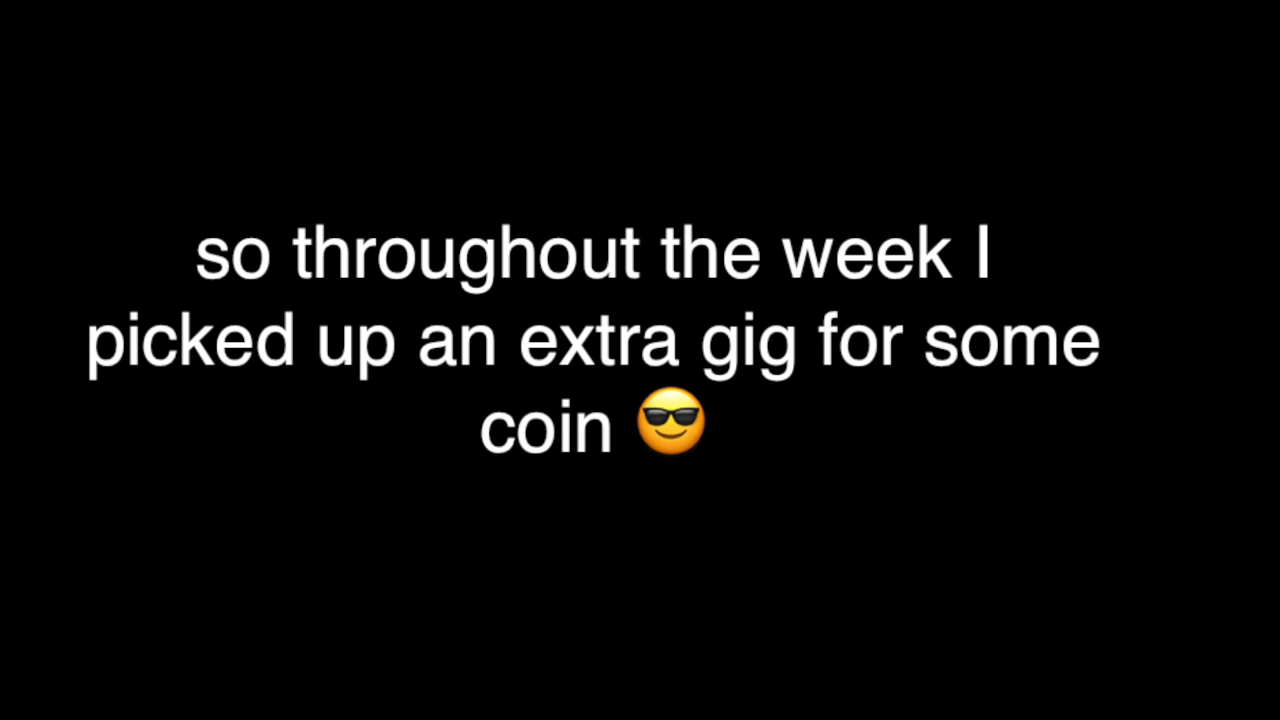 so throughout the week I
picked up an extra gig for some
coin 😎